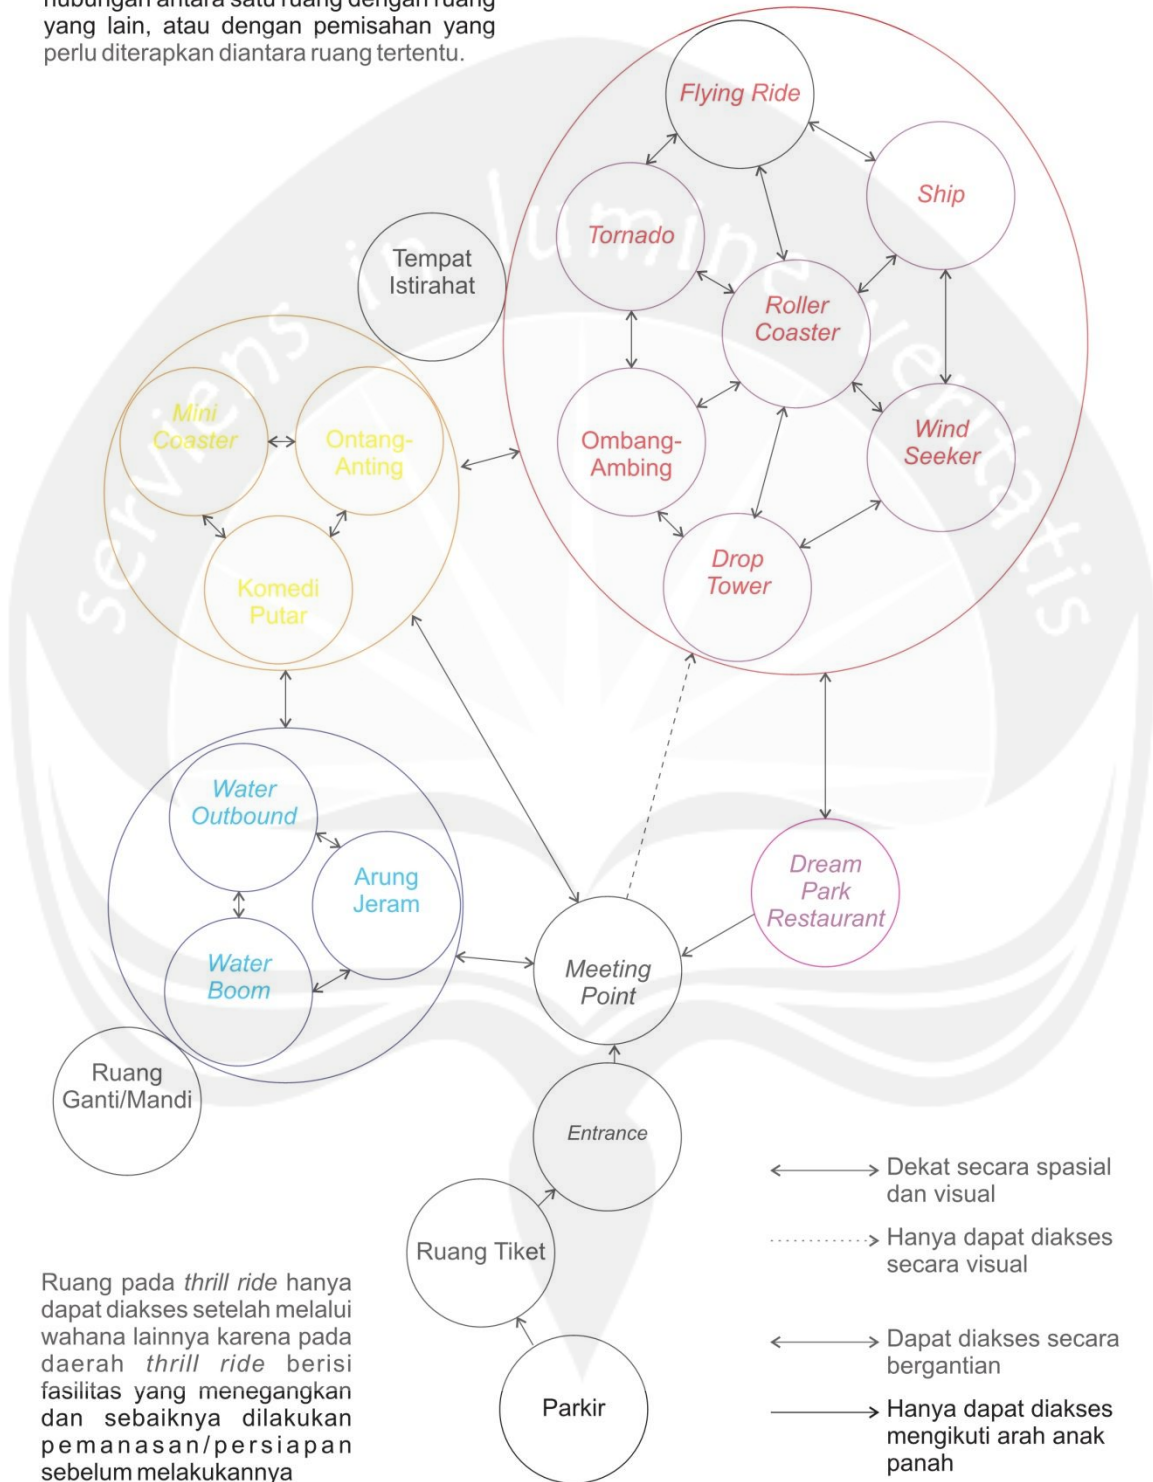 hubungan antara satu ruang dengan ruang
yang lain, atau dengan pemisahan yang
perlu diterapkan diantara ruang tertentu.
Flying Ride
Ship
Tornado
Tempat
Istirahat
Roller
Coaster
Mini
Coaster
Ontang-
Anting
Ombang-
Ambing
Wind
Seeker
Komedi
Putar
Drop
Tower
serviens in lumine veritatis
Water
Outbound
Arung
Jeram
Dream
Park
Restaurant
Water
Boom
Meeting
Point
Ruang
Ganti/Mandi
Entrance
Ruang Tiket
Parkir
Dekat secara spasial
dan visual
Hanya dapat diakses
secara visual
Dapat diakses secara
bergantian
Hanya dapat diakses
mengikuti arah anak
panah
Ruang pada thrill ride hanya
dapat diakses setelah melalui
wahana lainnya karena pada
daerah thrill ride berisi
fasilitas yang menegangkan
dan sebaiknya dilakukan
pemanasan/persiapan
sebelum melakukannya